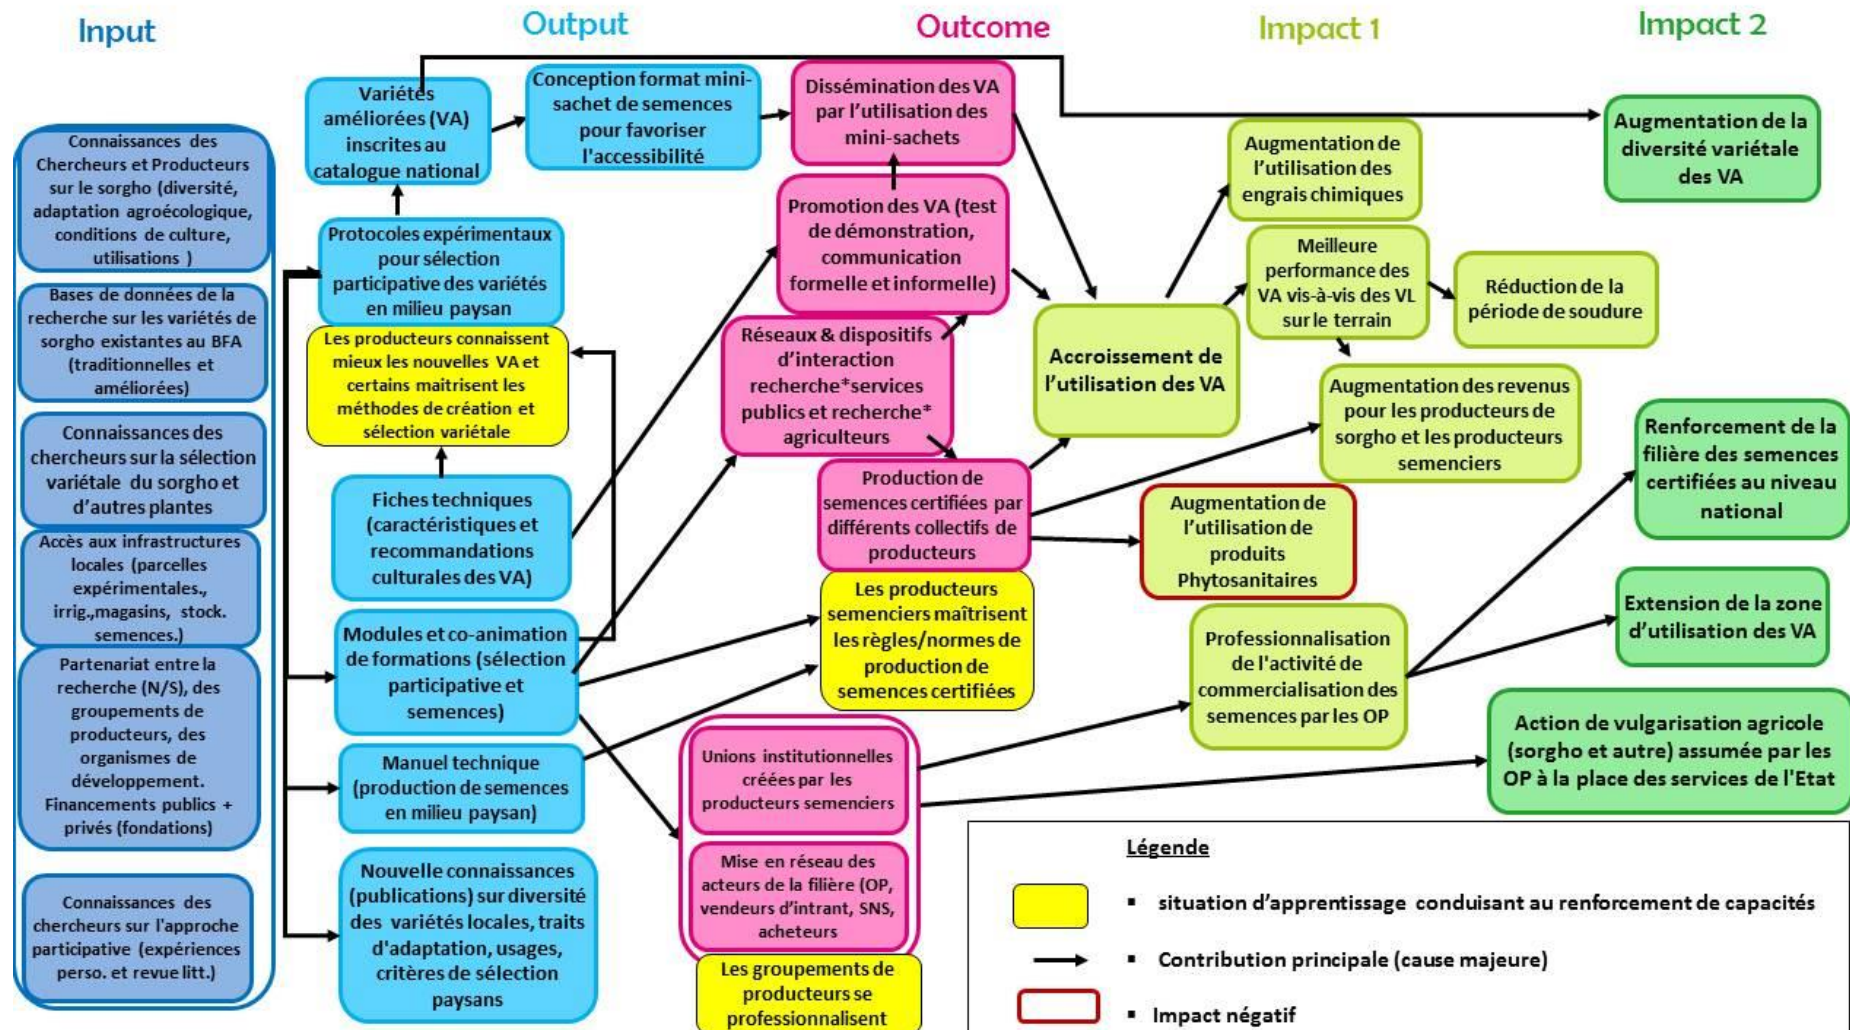 Input
Output
Outcome
Impact 1
Impact 2
Connaissances des
Chercheurs et Producteurs
sur le sorgho (diversité,
adaptation agroécologique,
conditions de culture,
utilisations )
Bases de données de la
recherche sur les variétés de
sorgho existantes au BFA
(traditionnelles et
améliorées)
Connaissances des
chercheurs sur la sélection
variétale du sorgho et
d’autres plantes
Accès aux infrastructures
locales (parcelles
expérimentales.,
irrig.,magasins, stock.
semences.)
Partenariat entre la
recherche (N/S), des
groupements de
producteurs, des
organismes de
développement.
Financements publics +
privés (fondations)
Connaissances des
chercheurs sur l'approche
participative (expériences
perso. et revue litt.)
Variétés
améliorées (VA)
inscrites au
catalogue national
Conception format mini-
sachet de semences
pour favoriser
l'accessibilité
Protocoles expérimentaux
pour sélection
participative des variétés
en milieu paysan
Les producteurs connaissent
mieux les nouvelles VA et
certains maitrisent les
méthodes de création et
sélection variétale
Fiches techniques
(caractéristiques et
recommandations
culturales des VA)
Modules et co-animation
de formations (sélection
participative et
semences)
Manuel technique
(production de semences
en milieu paysan)
Nouvelle connaissances
(publications) sur diversité
des variétés locales, traits
d'adaptation, usages,
critères de sélection
paysans
Dissémination des VA
par l’utilisation des
mini-sachets
Promotion des VA (test
de démonstration,
communication
formelle et informelle)
Réseaux & dispositifs
d’interaction
recherche*services
publics et recherche*
agriculteurs
Production de
semences certifiées par
différents collectifs de
producteurs
Les producteurs
semenciers maîtrisent
les règles/normes de
production de
semences certifiées
Unions institutionnelles
créées par les
producteurs semenciers
Mise en réseau des
acteurs de la filière (OP,
vendeurs d’intrant, SNS,
acheteurs
Les groupements de
producteurs se
professionnalisent
Accroissement de
l’utilisation des VA
Augmentation de
l’utilisation des
engrais chimiques
Meilleure
performance des
VA vis-à-vis des VL
sur le terrain
Réduction de la
période de soudure
Augmentation des revenus
pour les producteurs de
sorgho et les producteurs
semenciers
Augmentation de
l’utilisation de
produits
Phytosanitaires
Professionnalisation
de l'activité de
commercialisation des
semences par les OP
Augmentation de la
diversité variétale
des VA
Renforcement de la
filière des semences
certifiées au niveau
national
Extension de la zone
d’utilisation des VA
Action de vulgarisation agricole
(sorgho et autre) assumée par les
OP à la place des services de l'Etat
Légende
▪ situation d’apprentissage conduisant au renforcement de capacités
▪ Contribution principale (cause majeure)
▪ Impact négatif